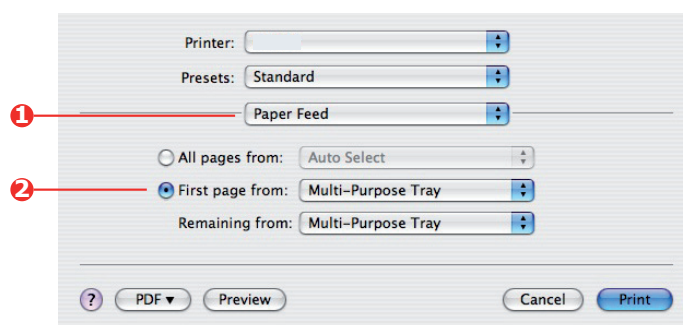 Printer:
Presets: Standard
1 Paper Feed
All pages from: Auto Select
2 First page from: Multi-Purpose Tray
Remaining from: Multi-Purpose Tray
? PDF▼ Preview Cancel Print